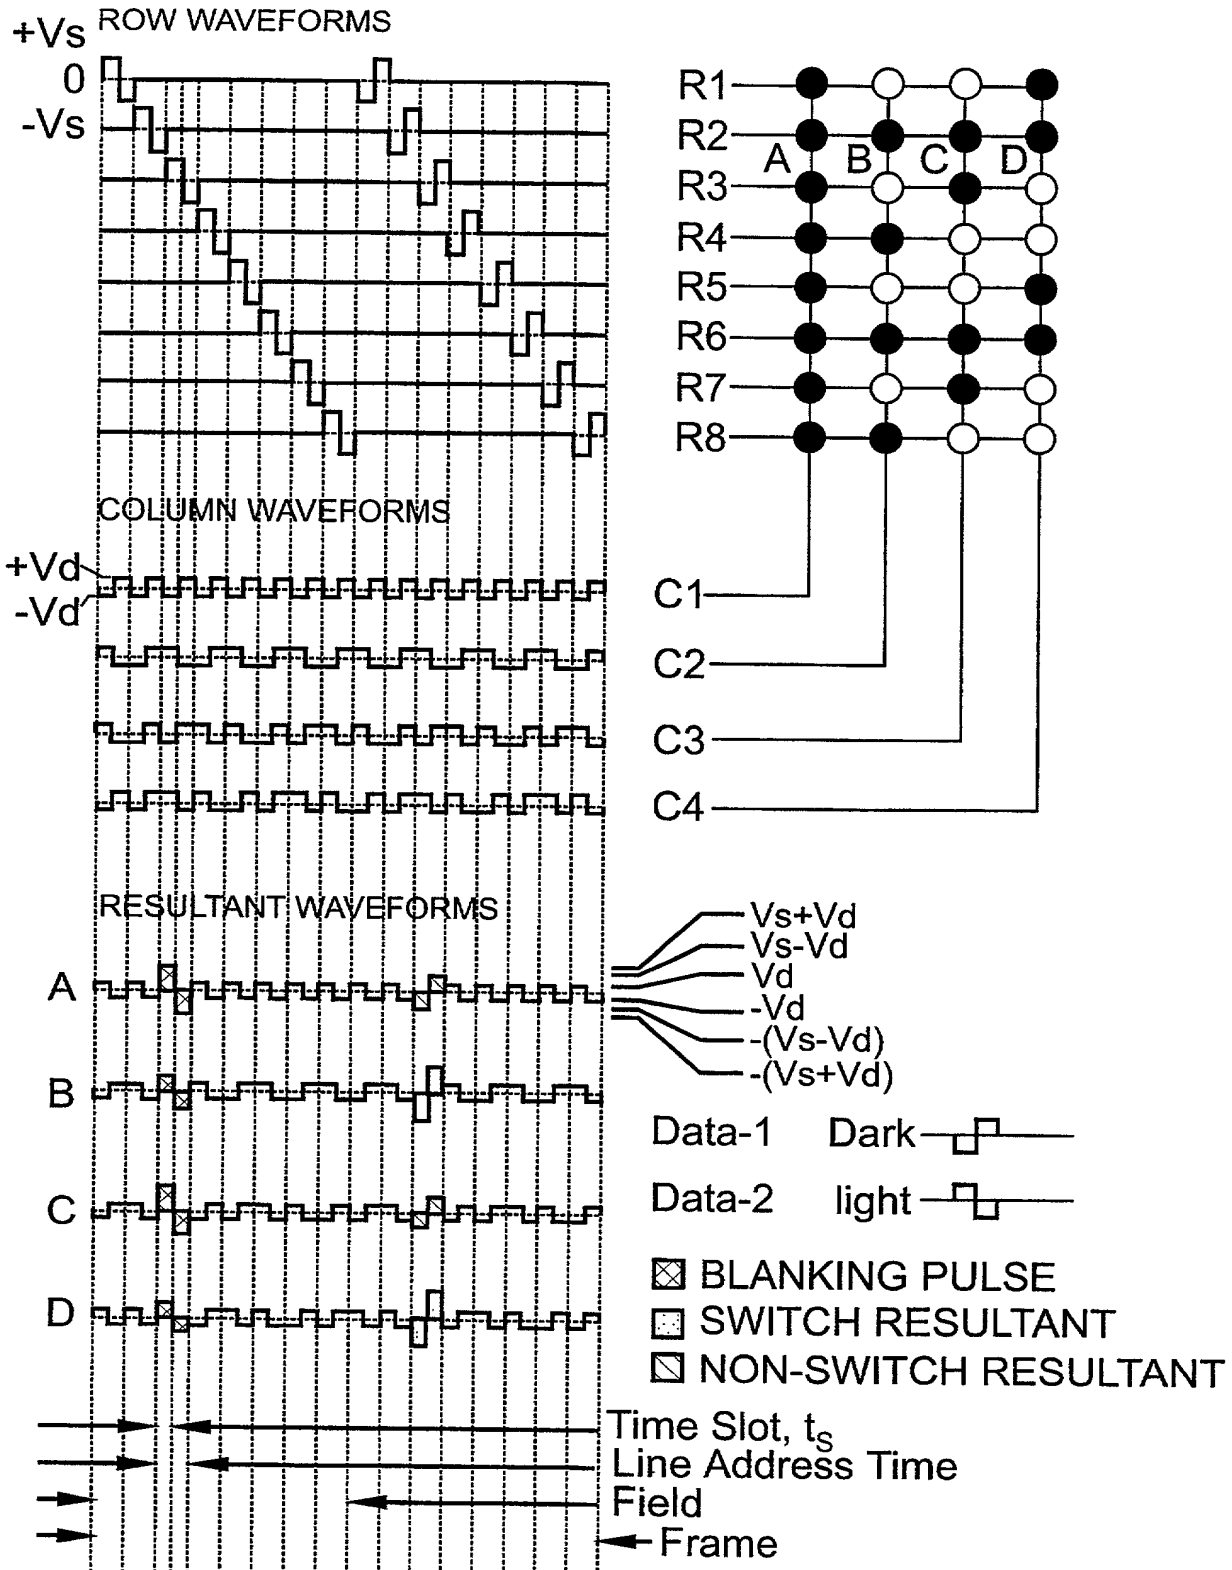 ROW WAVEFORMS
+Vs
0
-Vs
R1
R2
A B C D
R3
R4
R5
R6
R7
R8
COLUMN WAVEFORMS
+Vd
-Vd
C1
C2
C3
C4
RESULTANT WAVEFORMS
Vs+Vd
Vs-Vd
Vd
-Vd
-(Vs-Vd)
-(Vs+Vd)
A
B
C
D
Data-1 Dark
Data-2 light
BLANKING PULSE
SWITCH RESULTANT
NON-SWITCH RESULTANT
Time Slot, tS
Line Address Time
Field
Frame